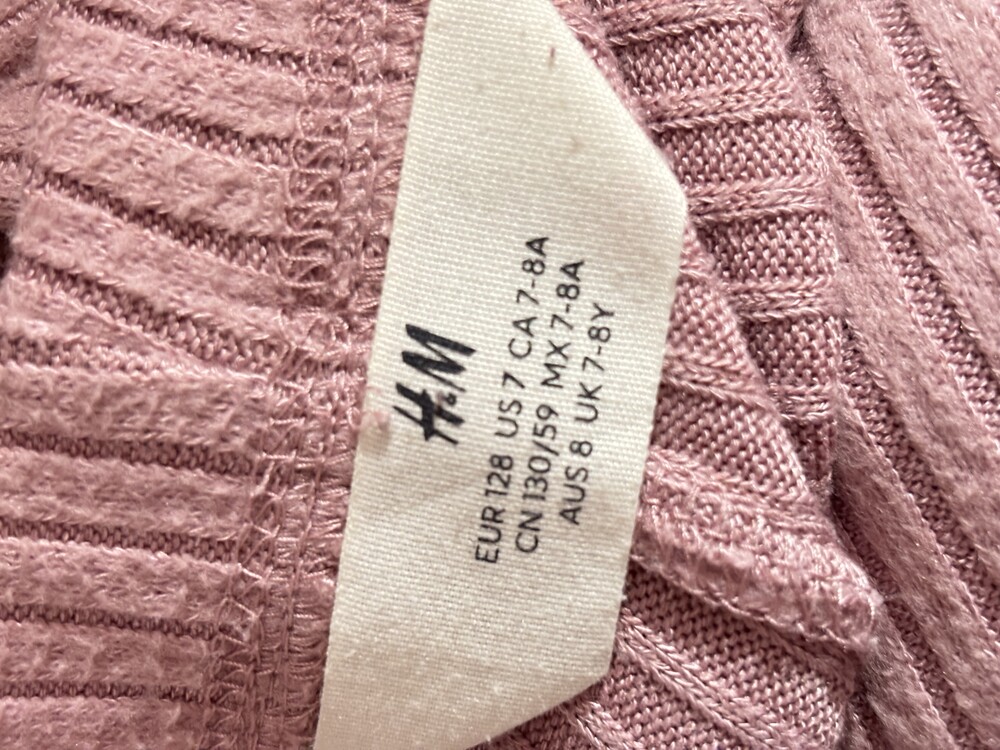 H&M
EUR 128 US 7 CA 7-8A
CN 130/59 MX 7-8A
AUS 8 UK 7-8Y